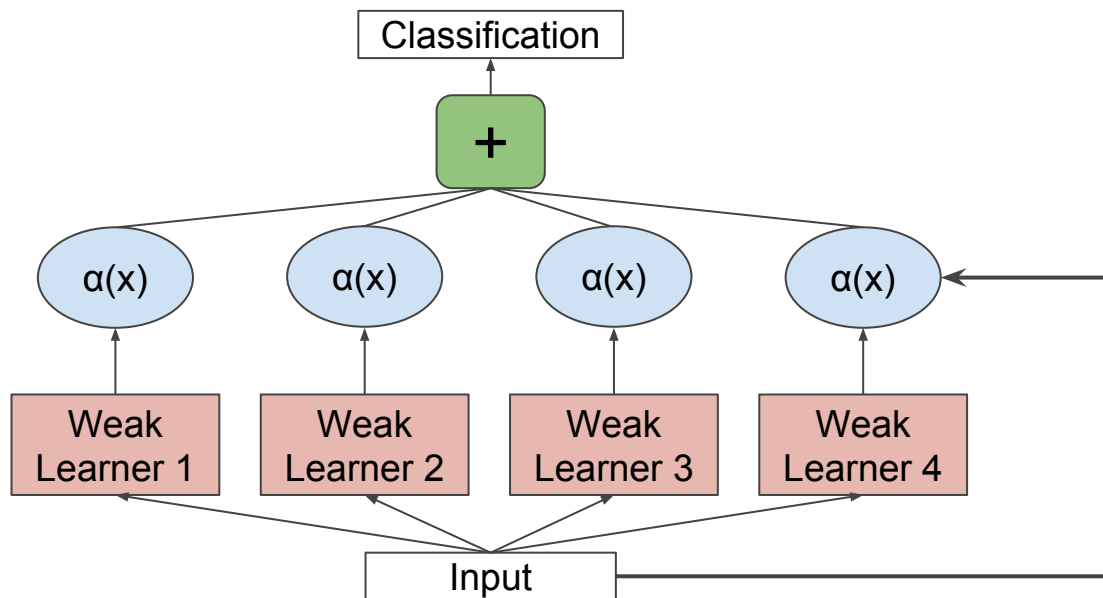 Classification
+
α(x)
α(x)
α(x)
α(x)
Weak
Learner 1
Weak
Learner 2
Weak
Learner 3
Weak
Learner 4
Input